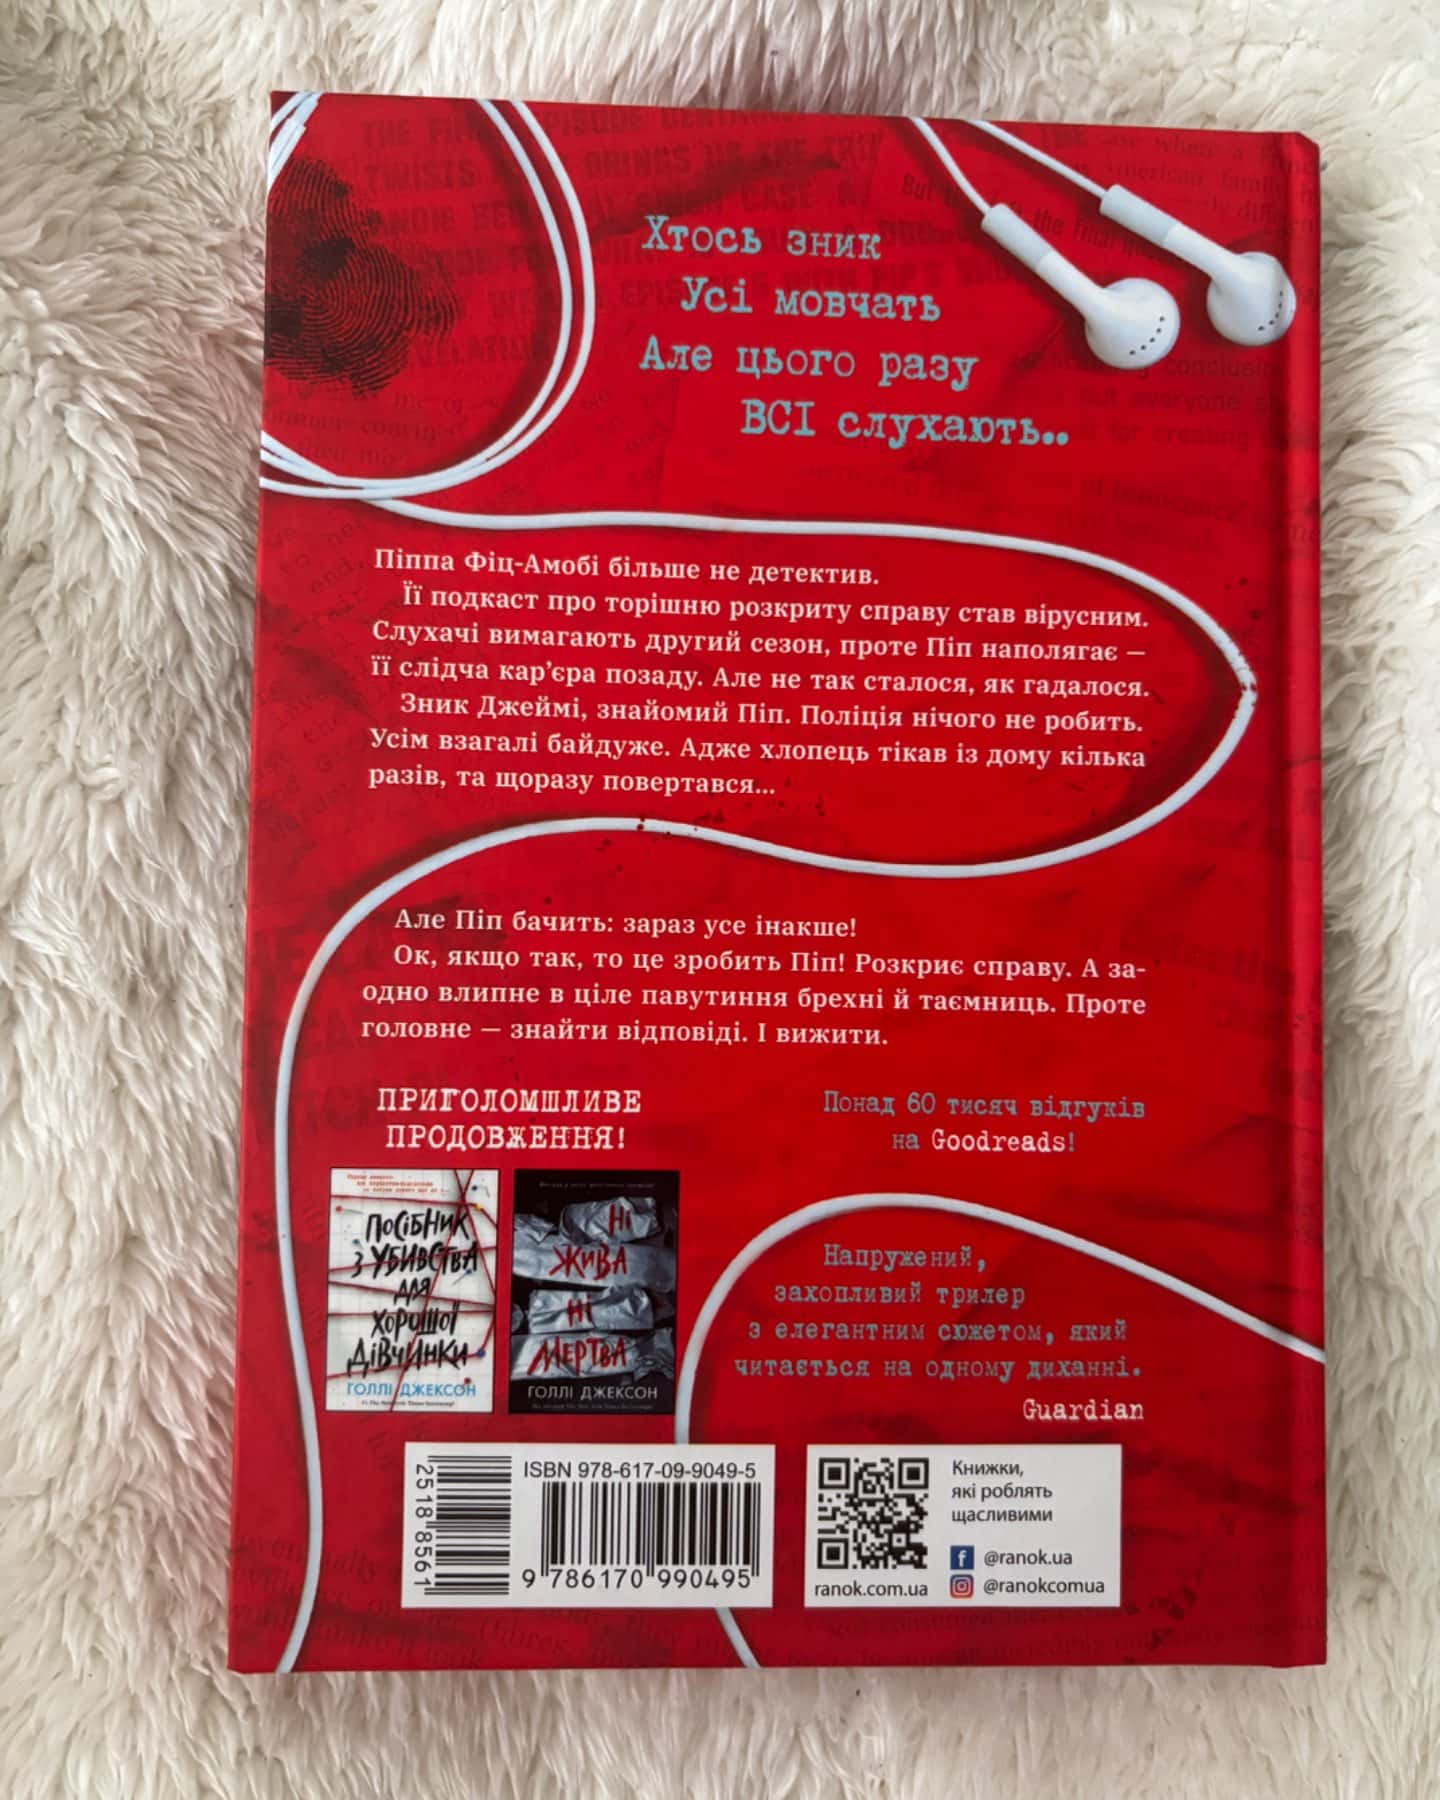 Хтось зник
Усі мовчать
Але цього разу
ВСІ слухають..
Піппа Фіц-Амобі більше не детектив.
Її подкаст про торішню розкриту справу став вірусним.
Слухачі вимагають другий сезон, проте Піп наполягає —
її слідча кар’єра позаду. Але не так сталося, як гадалося.
Зник Джеймі, знайомий Піп. Поліція нічого не робить.
Усім взагалі байдуже. Адже хлопець тікав із дому кілька
разів, та щоразу повертався...
Але Піп бачить: зараз усе інакше!
Ок, якщо так, то це зробить Піп! Розкриє справу. А за-
одно влипне в ціле павутиння брехні й таємниць. Проте
головне — знайти відповіді. І вижити.
ПРИГОЛОМШЛИВЕ
ПРОДОВЖЕННЯ!
Понад 60 тисяч відгуків
на Goodreads!
ПОСІБНИК
З УБИВСТВА
ДЛЯ
ХОРОШОЇ
ДІВЧИНКИ
ГОЛЛІ ДЖЕКСОН
НІ
ЖИВА
НІ
МЕРТВА
ГОЛЛІ ДЖЕКСОН
Напружений,
захопливий трилер
з елегантним сюжетом, який
читається на одному диханні.
Guardian
2518 8561
ISBN 978-617-09-9049-5
9 786170 990495
Книжки,
які роблять
щасливими
@ranok.ua
ranok.com.ua
@ranokcomua